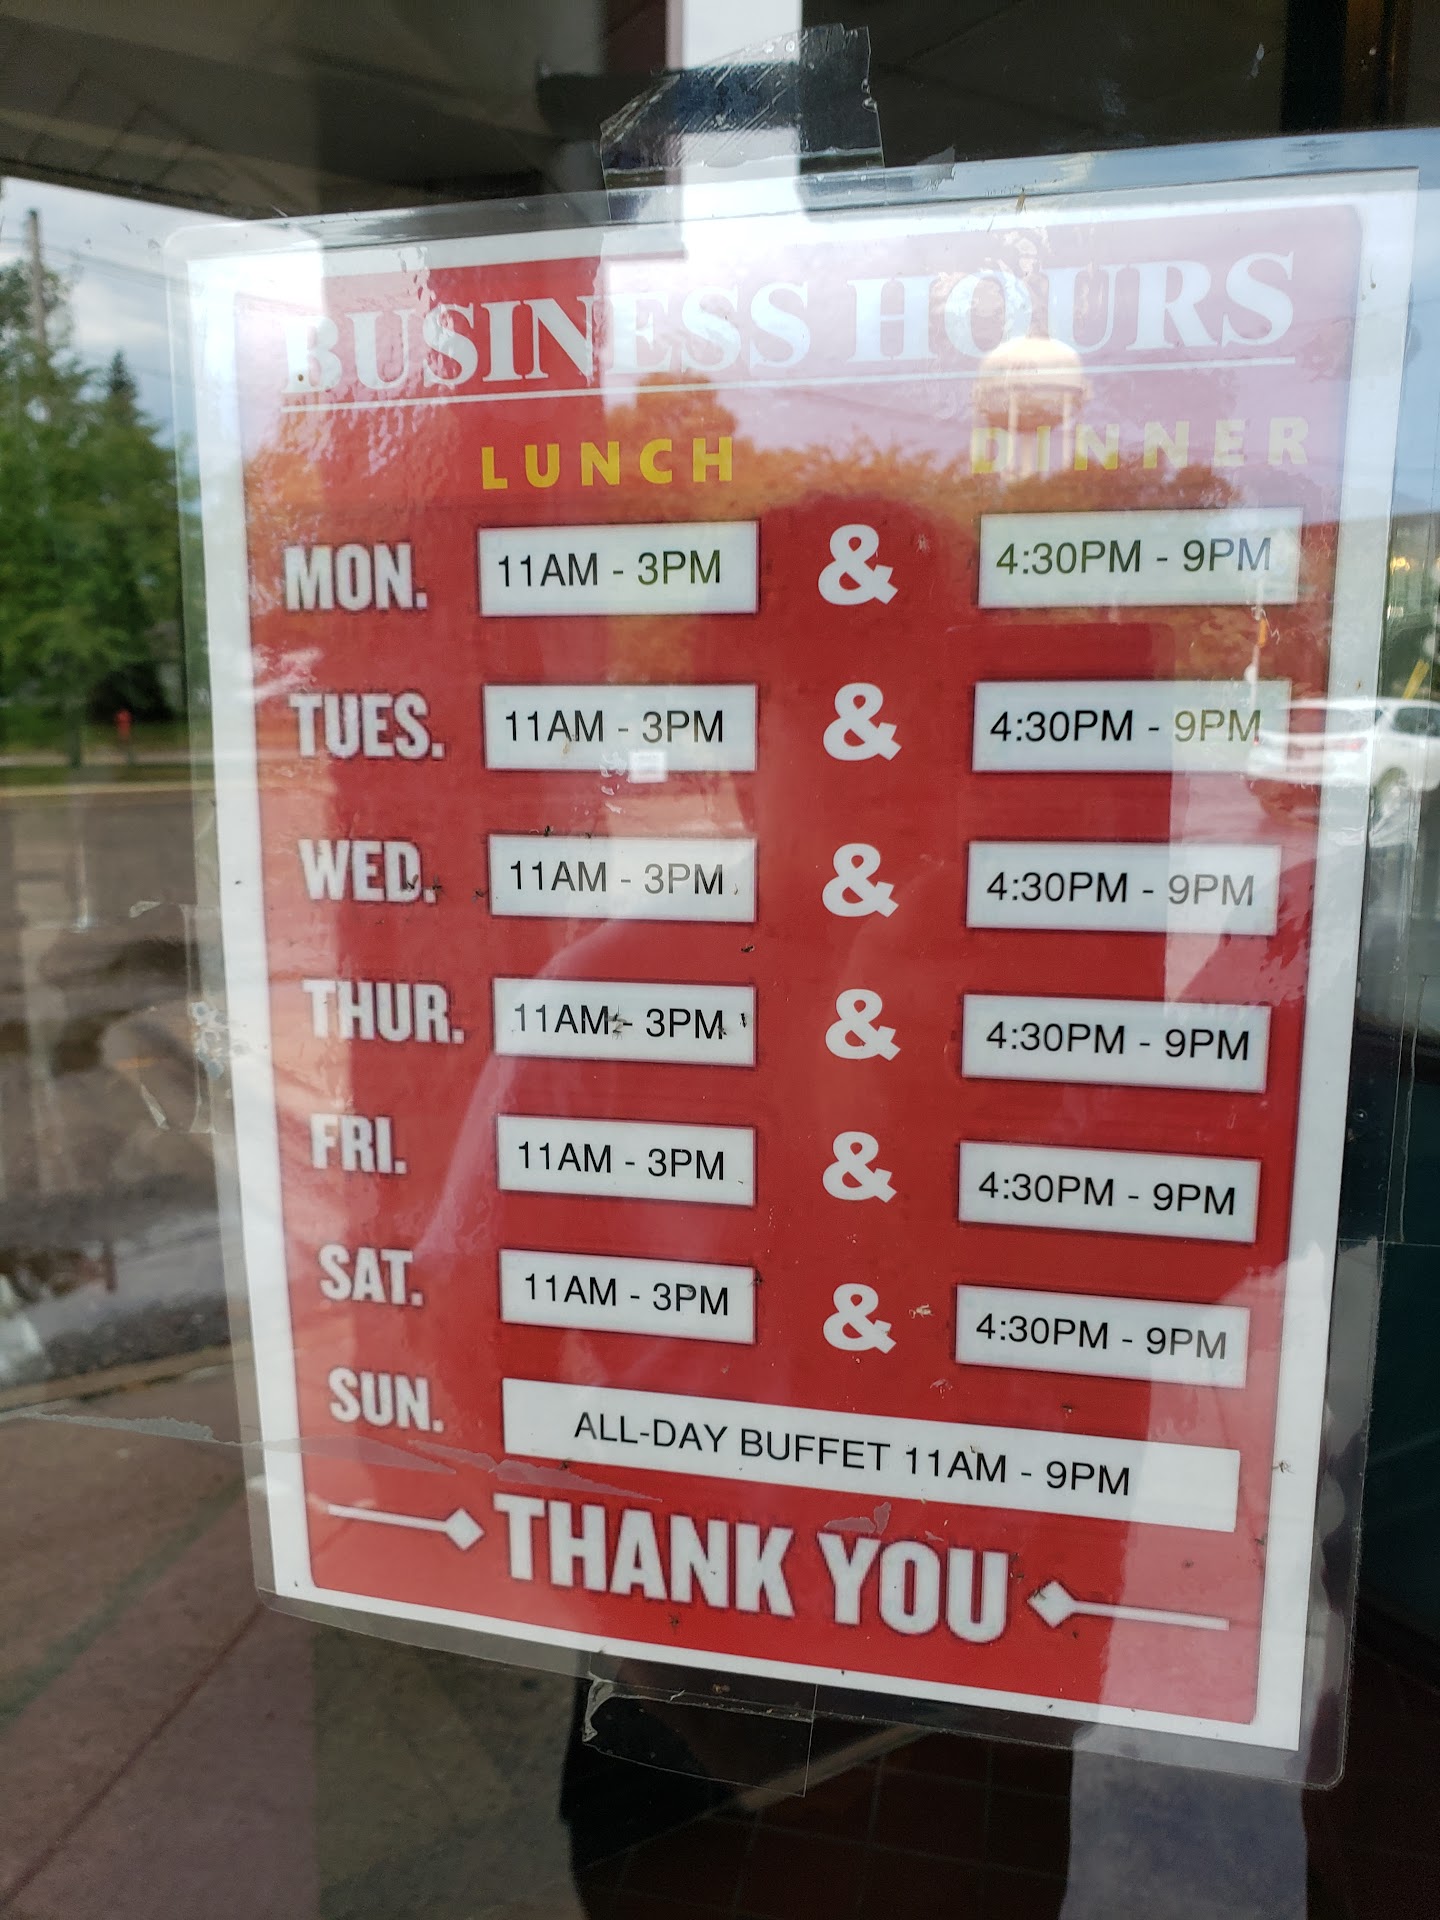 BUSINESS HOURS
LUNCH DINNER
MON. 11AM - 3PM & 4:30PM - 9PM
TUES. 11AM - 3PM & 4:30PM - 9PM
WED. 11AM - 3PM & 4:30PM - 9PM
THUR. 11AM - 3PM & 4:30PM - 9PM
FRI. 11AM - 3PM & 4:30PM - 9PM
SAT. 11AM - 3PM & 4:30PM - 9PM
SUN. ALL-DAY BUFFET 11AM - 9PM
THANK YOU